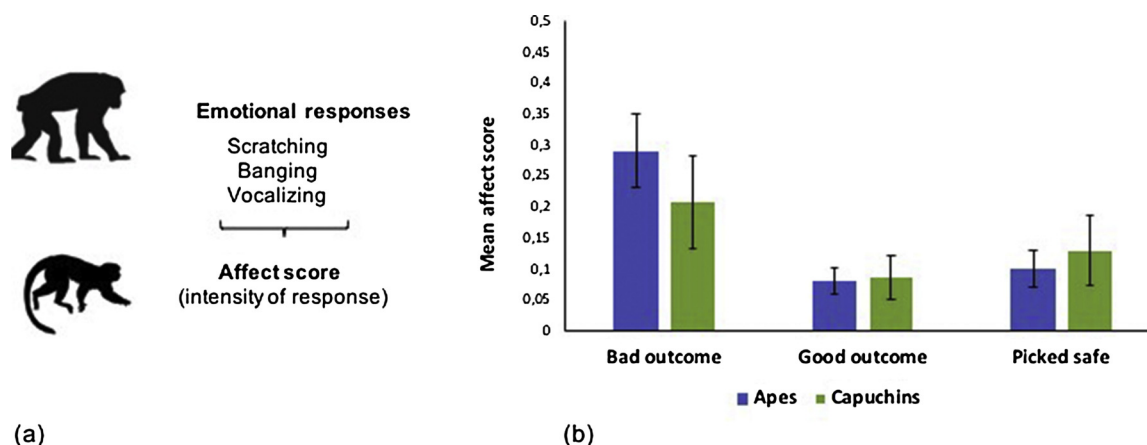 Emotional responses
Scratching
Banging
Vocalizing
Affect score
(intensity of response)
(a)
Mean affect score
0,5
0,45
0,4
0,35
0,3
0,25
0,2
0,15
0,1
0,05
0
Bad outcome
Good outcome
Picked safe
Apes
Capuchins
(b)